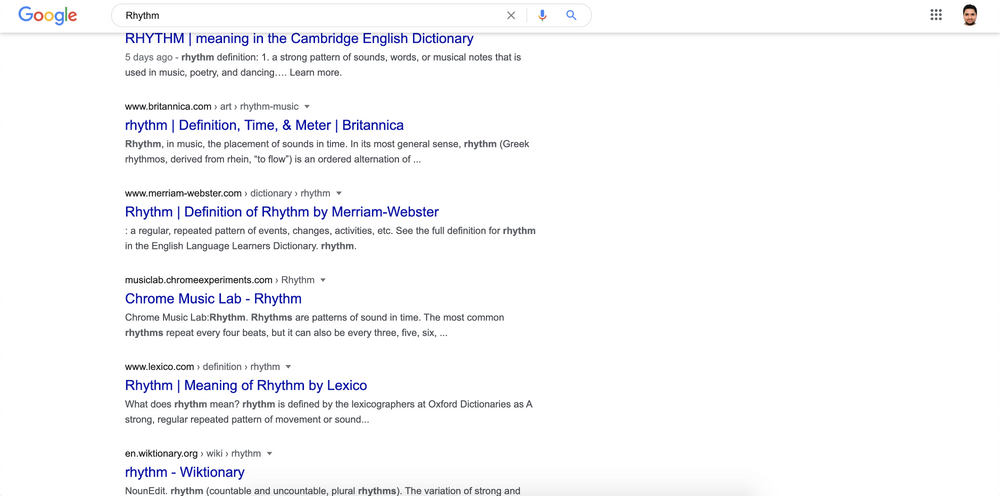 Google
Rhythm
RHYTHM | meaning in the Cambridge English Dictionary
5 days ago - rhythm definition: 1. a strong pattern of sounds, words, or musical notes that is
used in music, poetry, and dancing…. Learn more.
www.britannica.com › art › rhythm-music
rhythm | Definition, Time, & Meter | Britannica
Rhythm, in music, the placement of sounds in time. In its most general sense, rhythm (Greek
rhythmos, derived from rhein, “to flow”) is an ordered alternation of ...
www.merriam-webster.com › dictionary › rhythm
Rhythm | Definition of Rhythm by Merriam-Webster
: a regular, repeated pattern of events, changes, activities, etc. See the full definition for rhythm
in the English Language Learners Dictionary. rhythm.
musiclab.chromeexperiments.com › Rhythm
Chrome Music Lab - Rhythm
Chrome Music Lab:Rhythm. Rhythms are patterns of sound in time. The most common
rhythms repeat every four beats, but it can also be every three, five, six, ...
www.lexico.com › definition › rhythm
Rhythm | Meaning of Rhythm by Lexico
What does rhythm mean? rhythm is defined by the lexicographers at Oxford Dictionaries as A
strong, regular repeated pattern of movement or sound...
en.wiktionary.org › wiki › rhythm
rhythm - Wiktionary
NounEdit. rhythm (countable and uncountable, plural rhythms). The variation of strong and